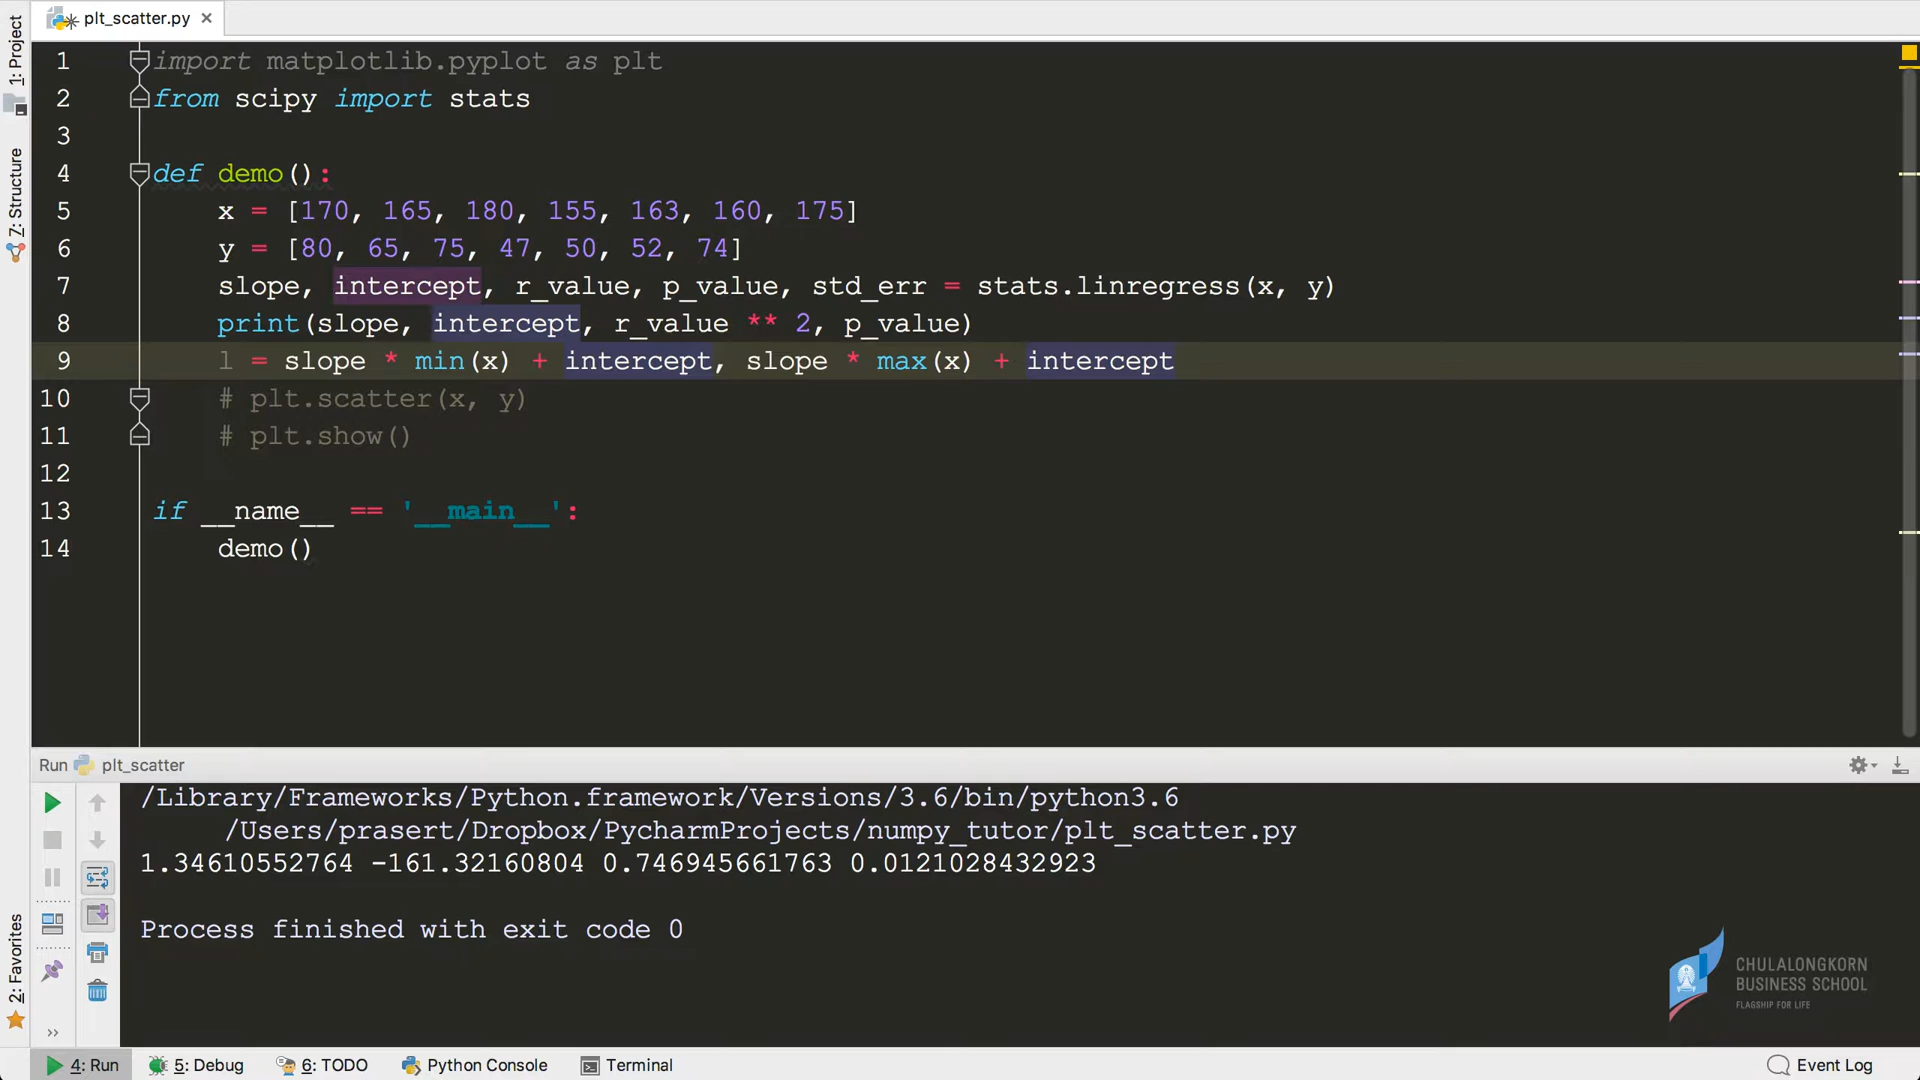 plt_scatter.py
1: Project
7: Structure
2: Favorites
1 import matplotlib.pyplot as plt
2 from scipy import stats
3
4 def demo():
5 x = [170, 165, 180, 155, 163, 160, 175]
6 y = [80, 65, 75, 47, 50, 52, 74]
7 slope, intercept, r_value, p_value, std_err = stats.linregress(x, y)
8 print(slope, intercept, r_value ** 2, p_value)
9 l = slope * min(x) + intercept, slope * max(x) + intercept
10 # plt.scatter(x, y)
11 # plt.show()
12
13 if __name__ == '__main__':
14 demo()
Run plt_scatter
/Library/Frameworks/Python.framework/Versions/3.6/bin/python3.6
/Users/prasert/Dropbox/PycharmProjects/numpy_tutor/plt_scatter.py
1.34610552764 -161.32160804 0.746945661763 0.0121028432923
Process finished with exit code 0
CHULALONGKORN
BUSINESS SCHOOL
FLAGSHIP FOR LIFE
4: Run 5: Debug 6: TODO Python Console Terminal Event Log